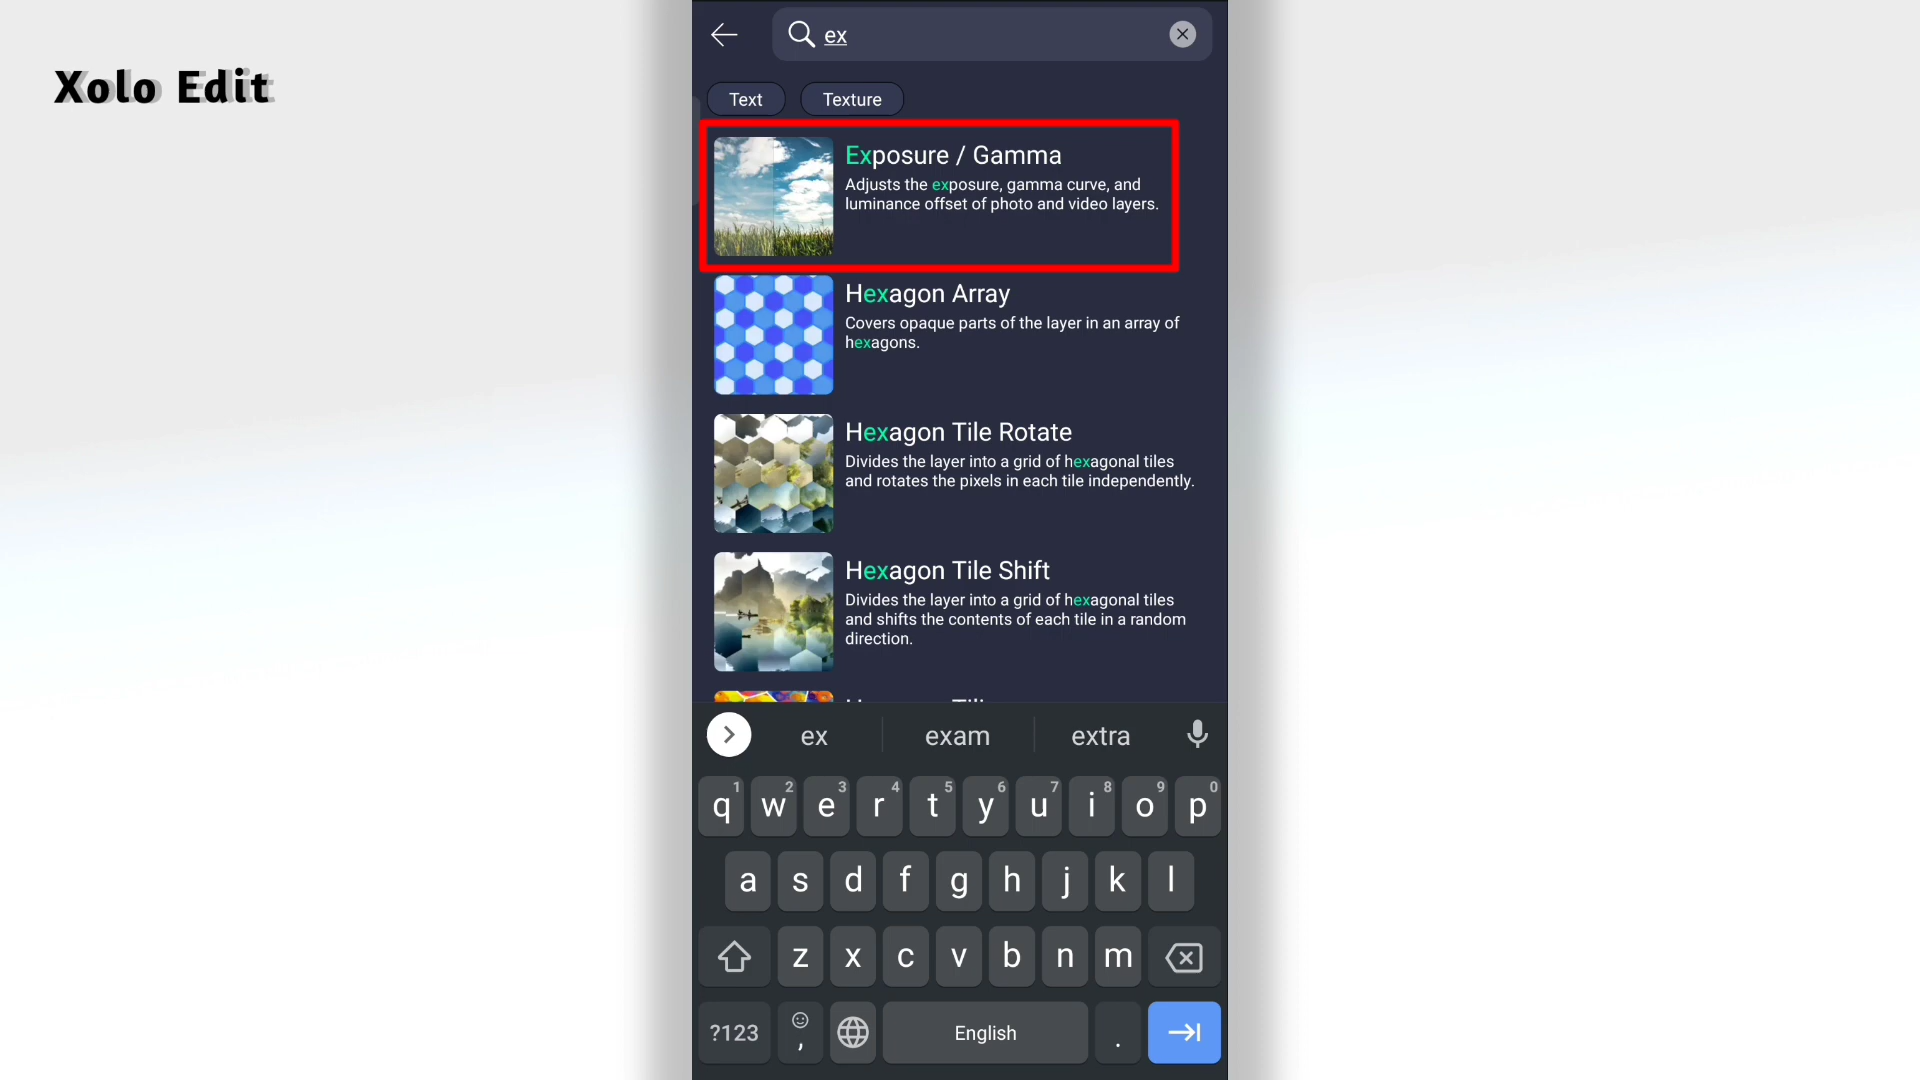 Xolo Edit
ex
Text
Texture
Exposure / Gamma
Adjusts the exposure, gamma curve, and
luminance offset of photo and video layers.
Hexagon Array
Covers opaque parts of the layer in an array of
hexagons.
Hexagon Tile Rotate
Divides the layer into a grid of hexagonal tiles
and rotates the pixels in each tile independently.
Hexagon Tile Shift
Divides the layer into a grid of hexagonal tiles
and shifts the contents of each tile in a random
direction.
ex
exam
extra
1 2 3 4 5 6 7 8 9 0
q w e r t y u i o p
a s d f g h j k l
z x c v b n m
?123 , English .